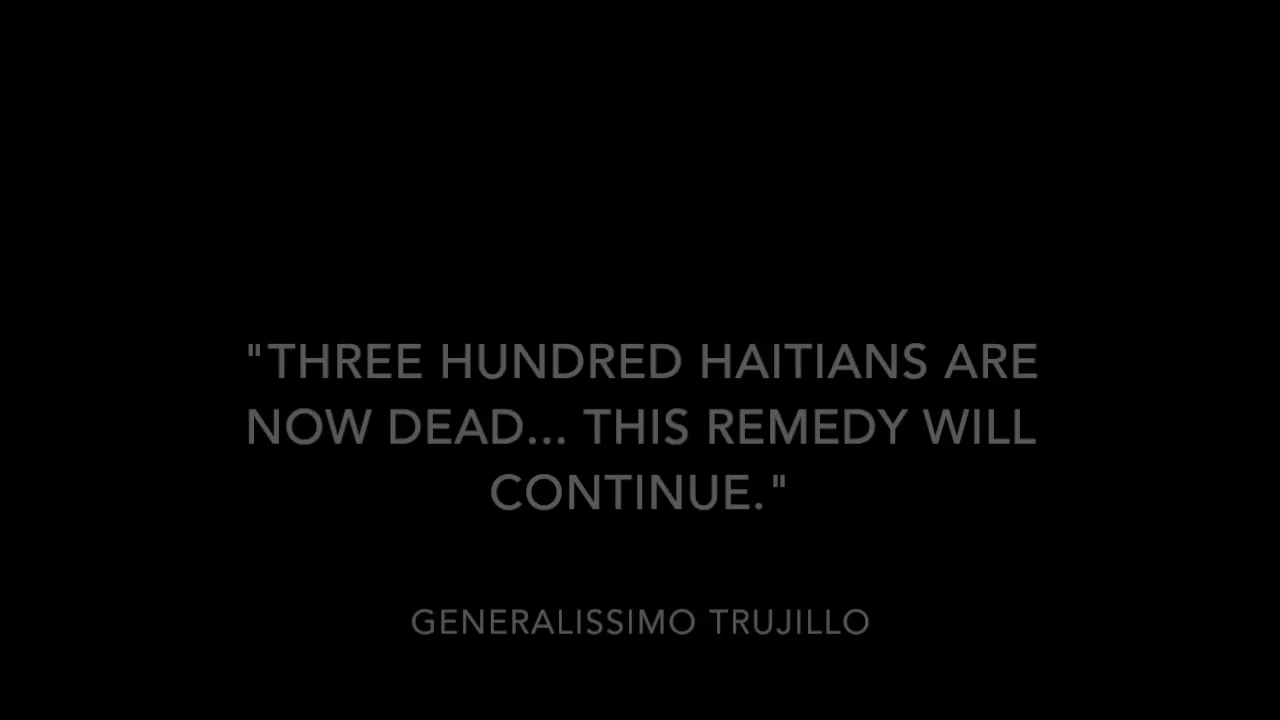 "THREE HUNDRED HAITIANS ARE
NOW DEAD... THIS REMEDY WILL
CONTINUE."
GENERALISSIMO TRUJILLO